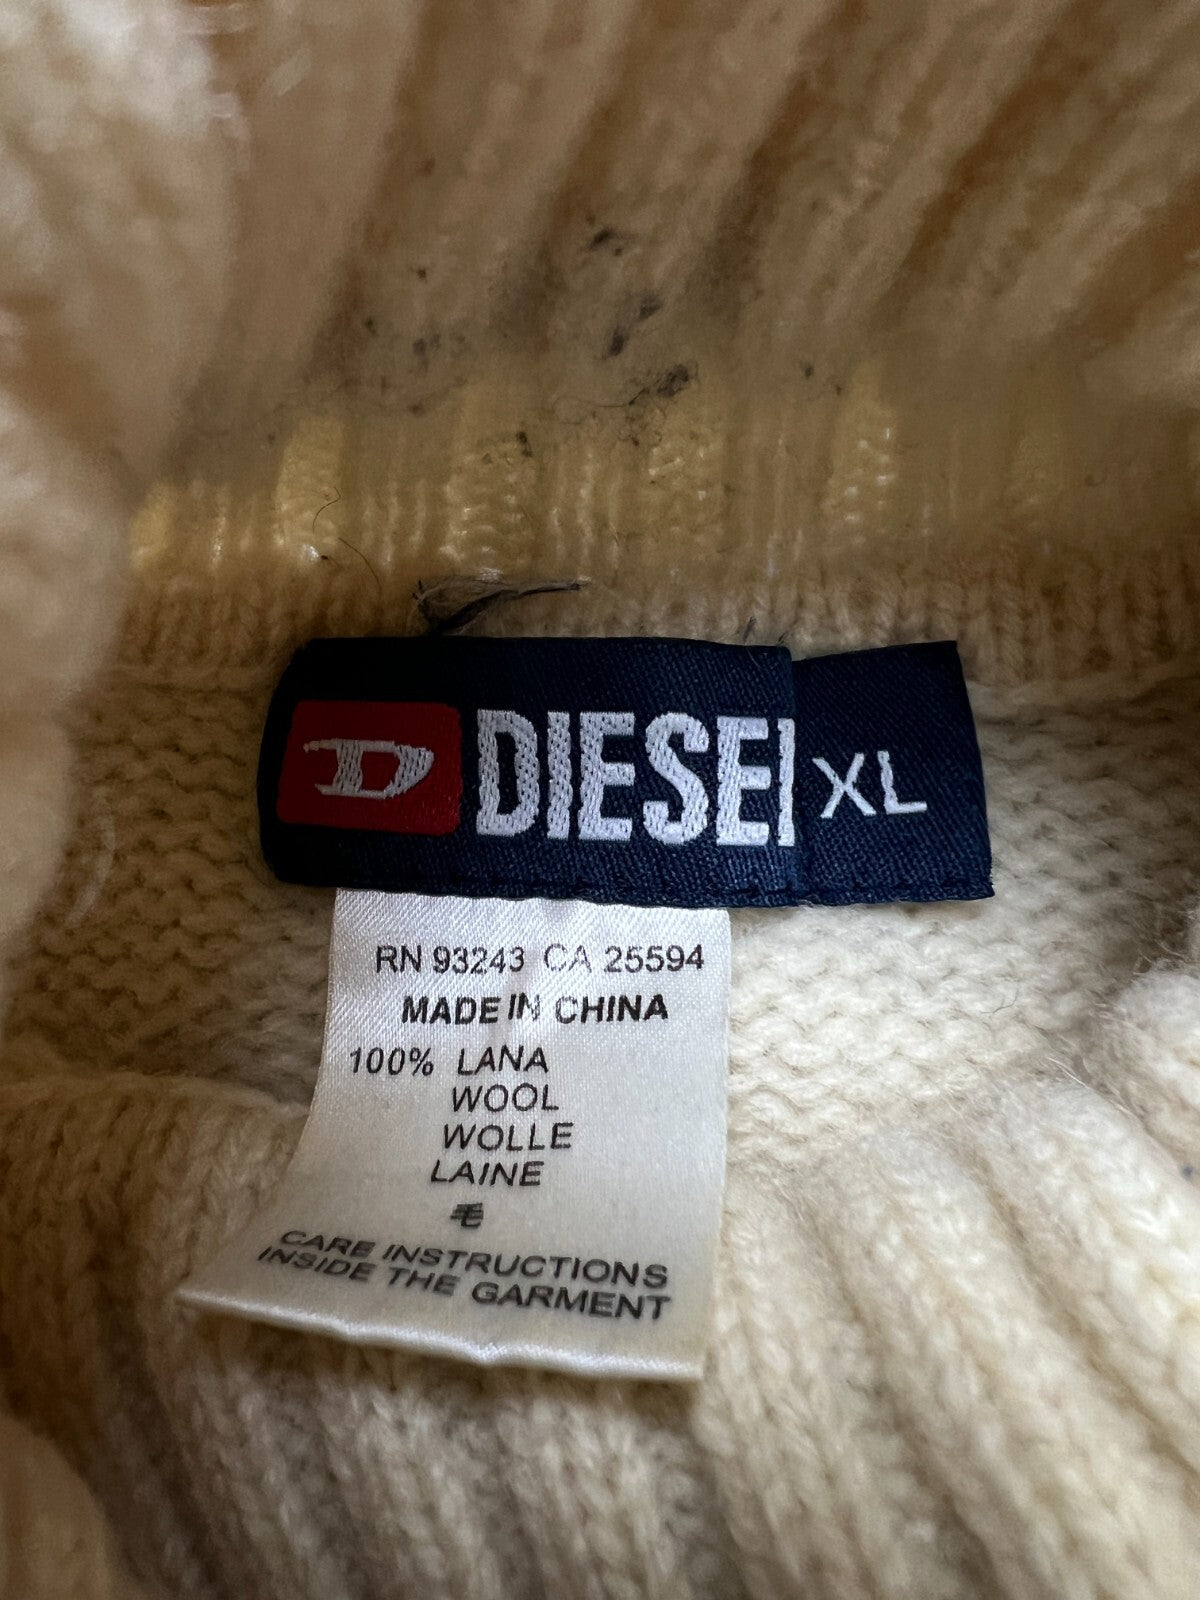 D DIESEL XL
RN 93243 CA 25594
MADE IN CHINA
100% LANA
WOOL
WOLLE
LAINE
CARE INSTRUCTIONS
INSIDE THE GARMENT